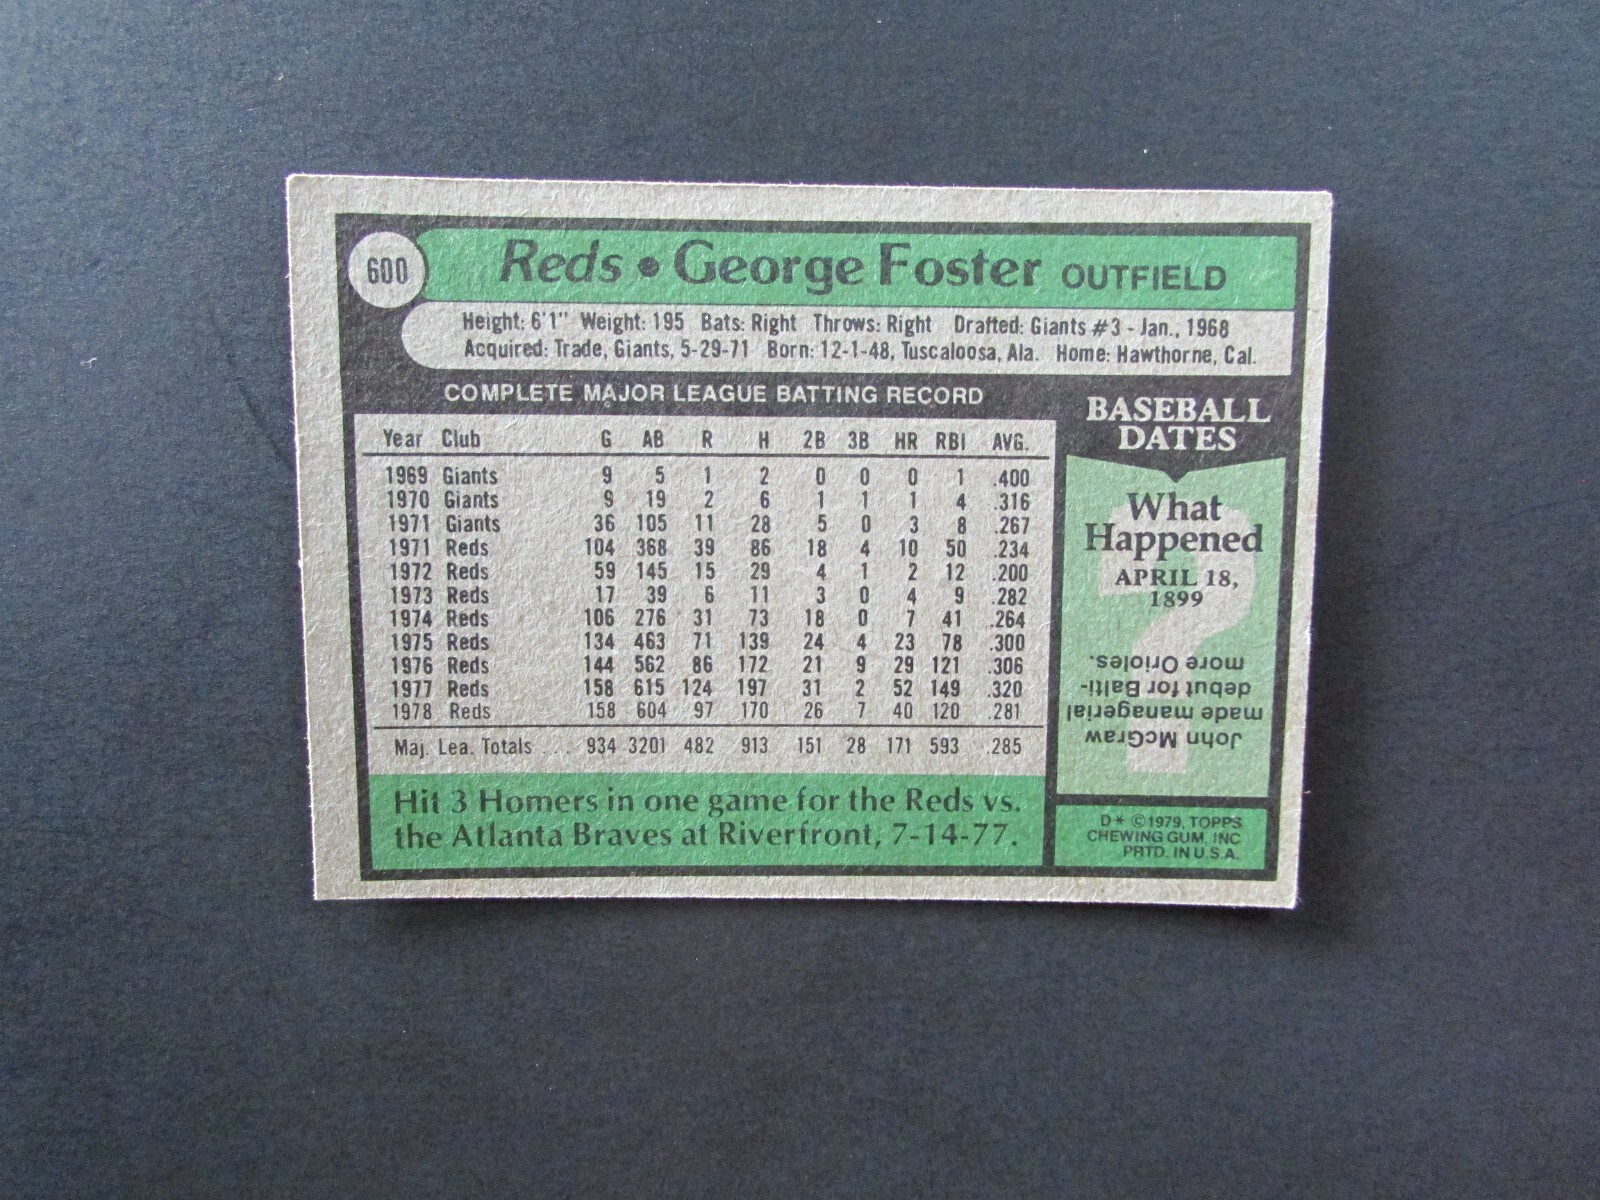 600
Reds • George Foster OUTFIELD
Height: 6'1" Weight: 195 Bats: Right Throws: Right Drafted: Giants #3 - Jan., 1968
Acquired: Trade, Giants, 5-29-71 Born: 12-1-48, Tuscaloosa, Ala. Home: Hawthorne, Cal.
COMPLETE MAJOR LEAGUE BATTING RECORD
Year Club G AB R H 2B 3B HR RBI AVG.
1969 Giants 9 5 1 2 0 0 0 1 .400
1970 Giants 9 19 2 6 1 1 1 4 .316
1971 Giants 36 105 11 28 5 0 3 8 .267
1971 Reds 104 368 39 86 18 4 10 50 .234
1972 Reds 59 145 15 29 4 1 2 12 .200
1973 Reds 17 39 6 11 3 0 4 9 .282
1974 Reds 106 276 31 73 18 0 7 41 .264
1975 Reds 134 463 71 139 24 4 23 78 .300
1976 Reds 144 562 86 172 21 9 29 121 .306
1977 Reds 158 615 124 197 31 2 52 149 .320
1978 Reds 158 604 97 170 26 7 40 120 .281
Maj. Lea. Totals ... 934 3201 482 913 151 28 171 593 .285
Hit 3 Homers in one game for the Reds vs.
the Atlanta Braves at Riverfront, 7-14-77.
BASEBALL
DATES
What
Happened
APRIL 18,
1899
John McGraw
made managerial
debut for Balti-
more Orioles.
D* ©1979, TOPPS
CHEWING GUM, INC
PRTD. IN U.S.A.